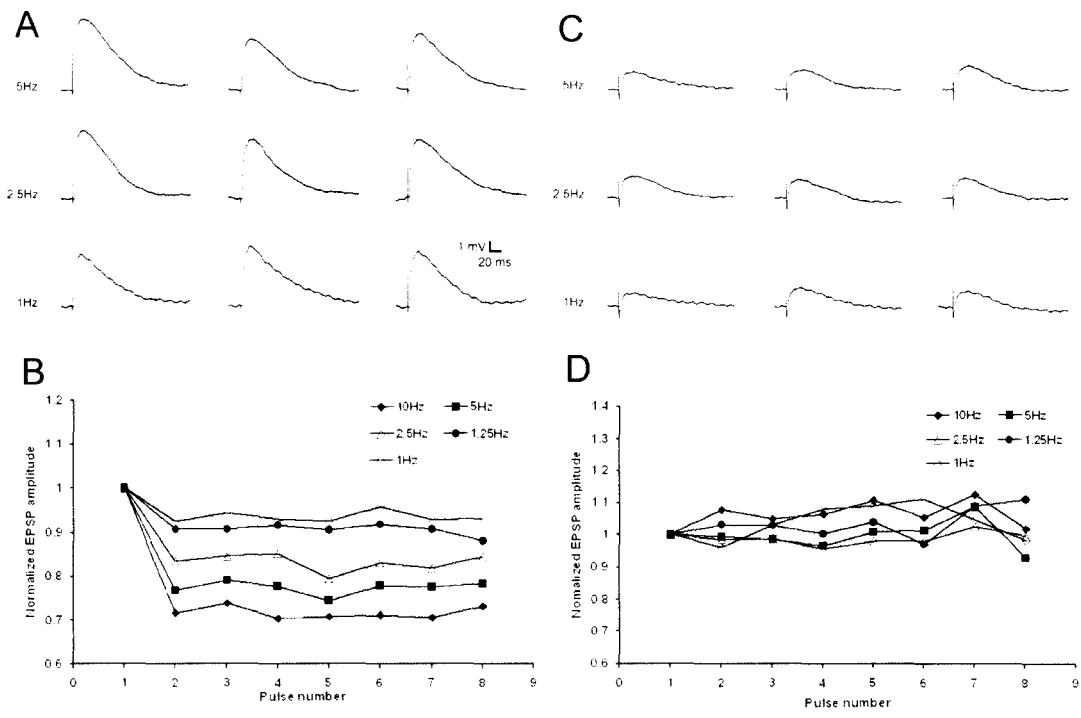 A
5Hz
2.5Hz
1Hz
1 mV
20 ms
C
5Hz
2.5Hz
1Hz
B
1.2
1.1
1
0.9
0.8
0.7
0.6
Normalized EPSP amplitude
10Hz
5Hz
2.5Hz
1.25Hz
1Hz
0 1 2 3 4 5 6 7 8 9
Pulse number
D
1.4
1.3
1.2
1.1
1.0
0.9
0.8
0.7
0.6
Normalized EPSP amplitude
10Hz
5Hz
2.5Hz
1.25Hz
1Hz
0 1 2 3 4 5 6 7 8 9
Pulse number